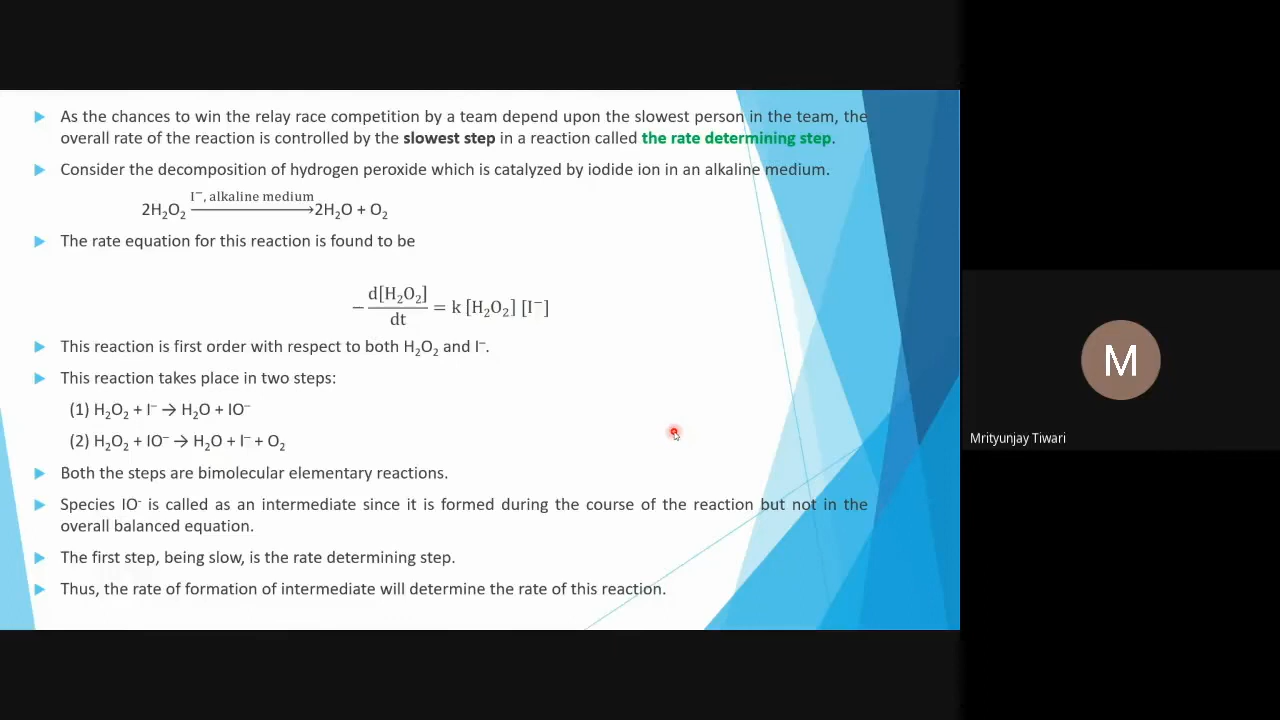 As the chances to win the relay race competition by a team depend upon the slowest person in the team, the
overall rate of the reaction is controlled by the slowest step in a reaction called the rate determining step.
Consider the decomposition of hydrogen peroxide which is catalyzed by iodide ion in an alkaline medium.
I⁻, alkaline medium
2H₂O₂ ⟶ 2H₂O + O₂
The rate equation for this reaction is found to be
− d[H₂O₂]/dt = k [H₂O₂] [I⁻]
This reaction is first order with respect to both H₂O₂ and I⁻.
This reaction takes place in two steps:
(1) H₂O₂ + I⁻ → H₂O + IO⁻
(2) H₂O₂ + IO⁻ → H₂O + I⁻ + O₂
Both the steps are bimolecular elementary reactions.
Species IO⁻ is called as an intermediate since it is formed during the course of the reaction but not in the
overall balanced equation.
The first step, being slow, is the rate determining step.
Thus, the rate of formation of intermediate will determine the rate of this reaction.
M
Mrityunjay Tiwari